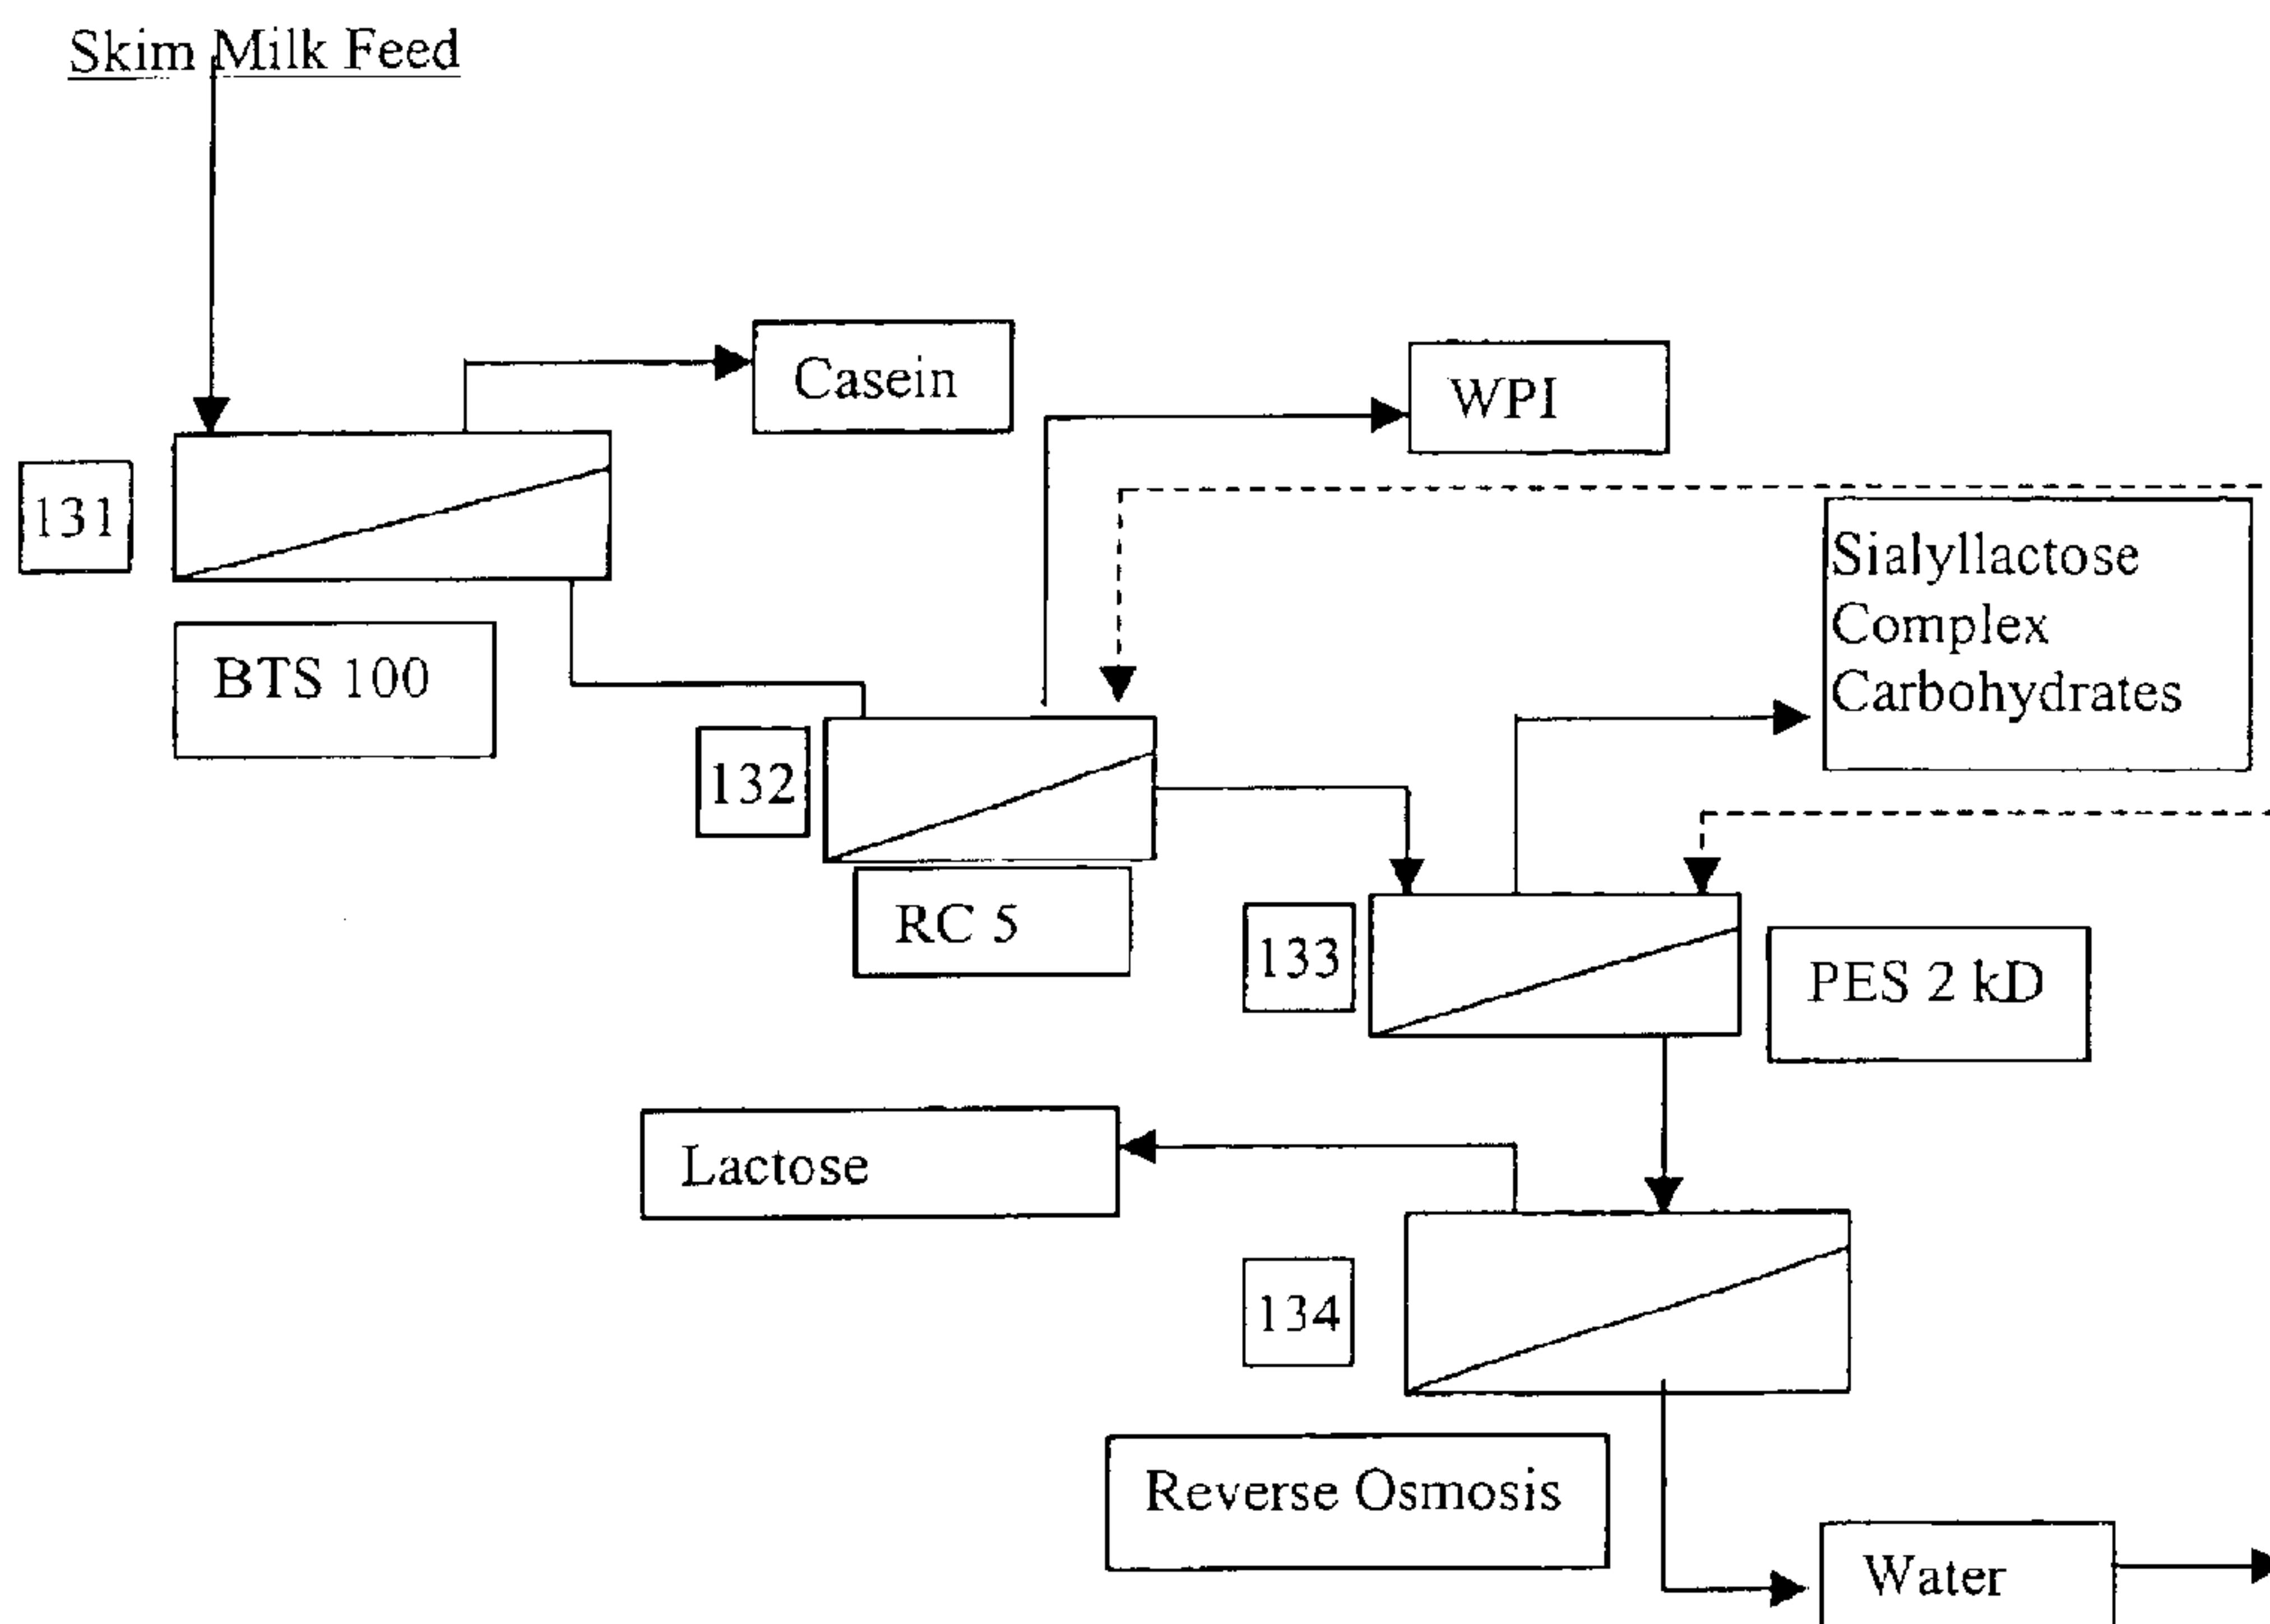 Skim Milk Feed
Casein
WPI
131
Sialyllactose
Complex
Carbohydrates
BTS 100
132
RC 5
133
PES 2 kD
Lactose
134
Reverse Osmosis
Water